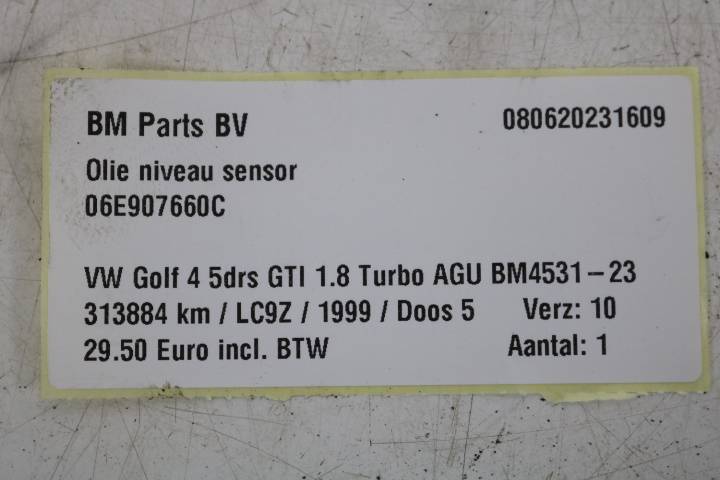 BM Parts BV 080620231609
Olie niveau sensor
06E907660C
VW Golf 4 5drs GTI 1.8 Turbo AGU BM4531-23
313884 km / LC9Z / 1999 / Doos 5 Verz: 10
29.50 Euro incl. BTW Aantal: 1